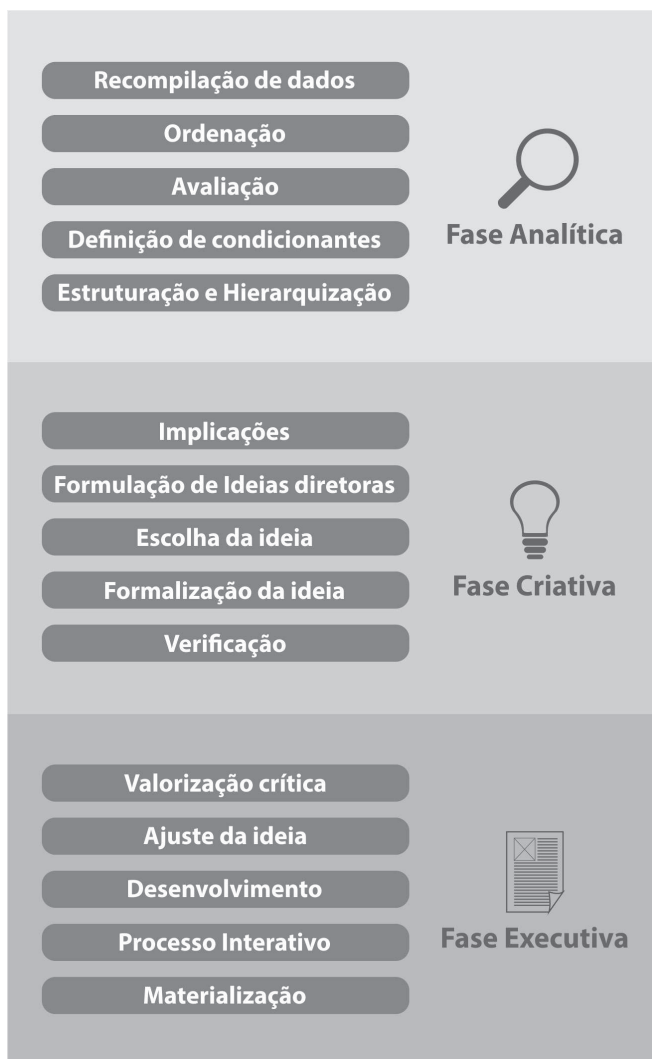 Recompilação de dados
Ordenação
Avaliação
Definição de condicionantes
Estruturação e Hierarquização
Fase Analítica
Implicações
Formulação de Ideias diretoras
Escolha da ideia
Formalização da ideia
Verificação
Fase Criativa
Valorização crítica
Ajuste da ideia
Desenvolvimento
Processo Interativo
Materialização
Fase Executiva